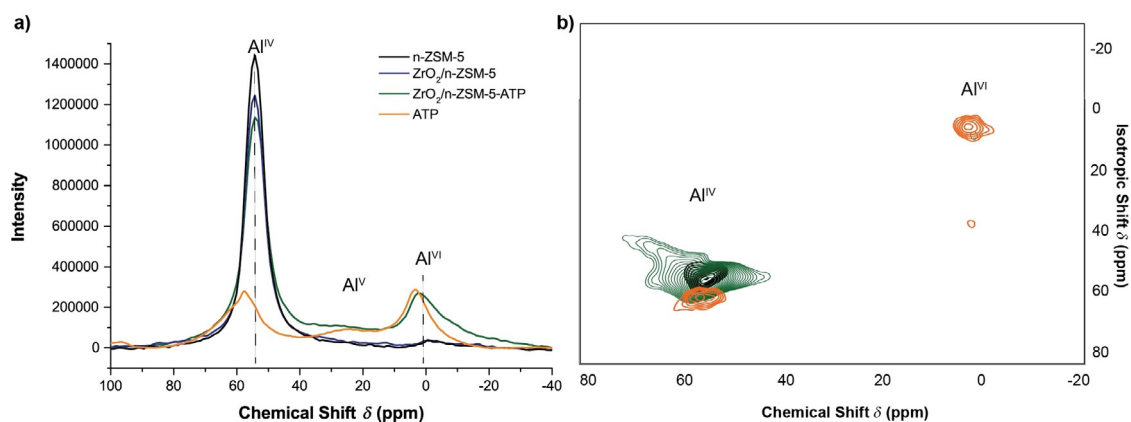 a)
Al^IV
n-ZSM-5
ZrO₂/n-ZSM-5
ZrO₂/n-ZSM-5-ATP
ATP
Al^V
Al^VI
1400000
1200000
1000000
800000
600000
400000
200000
0
Intensity
100 80 60 40 20 0 -20 -40
Chemical Shift δ (ppm)
b)
Al^VI
Al^IV
-20
0
20
40
60
80
Isotropic Shift δ (ppm)
80 60 40 20 0 -20
Chemical Shift δ (ppm)